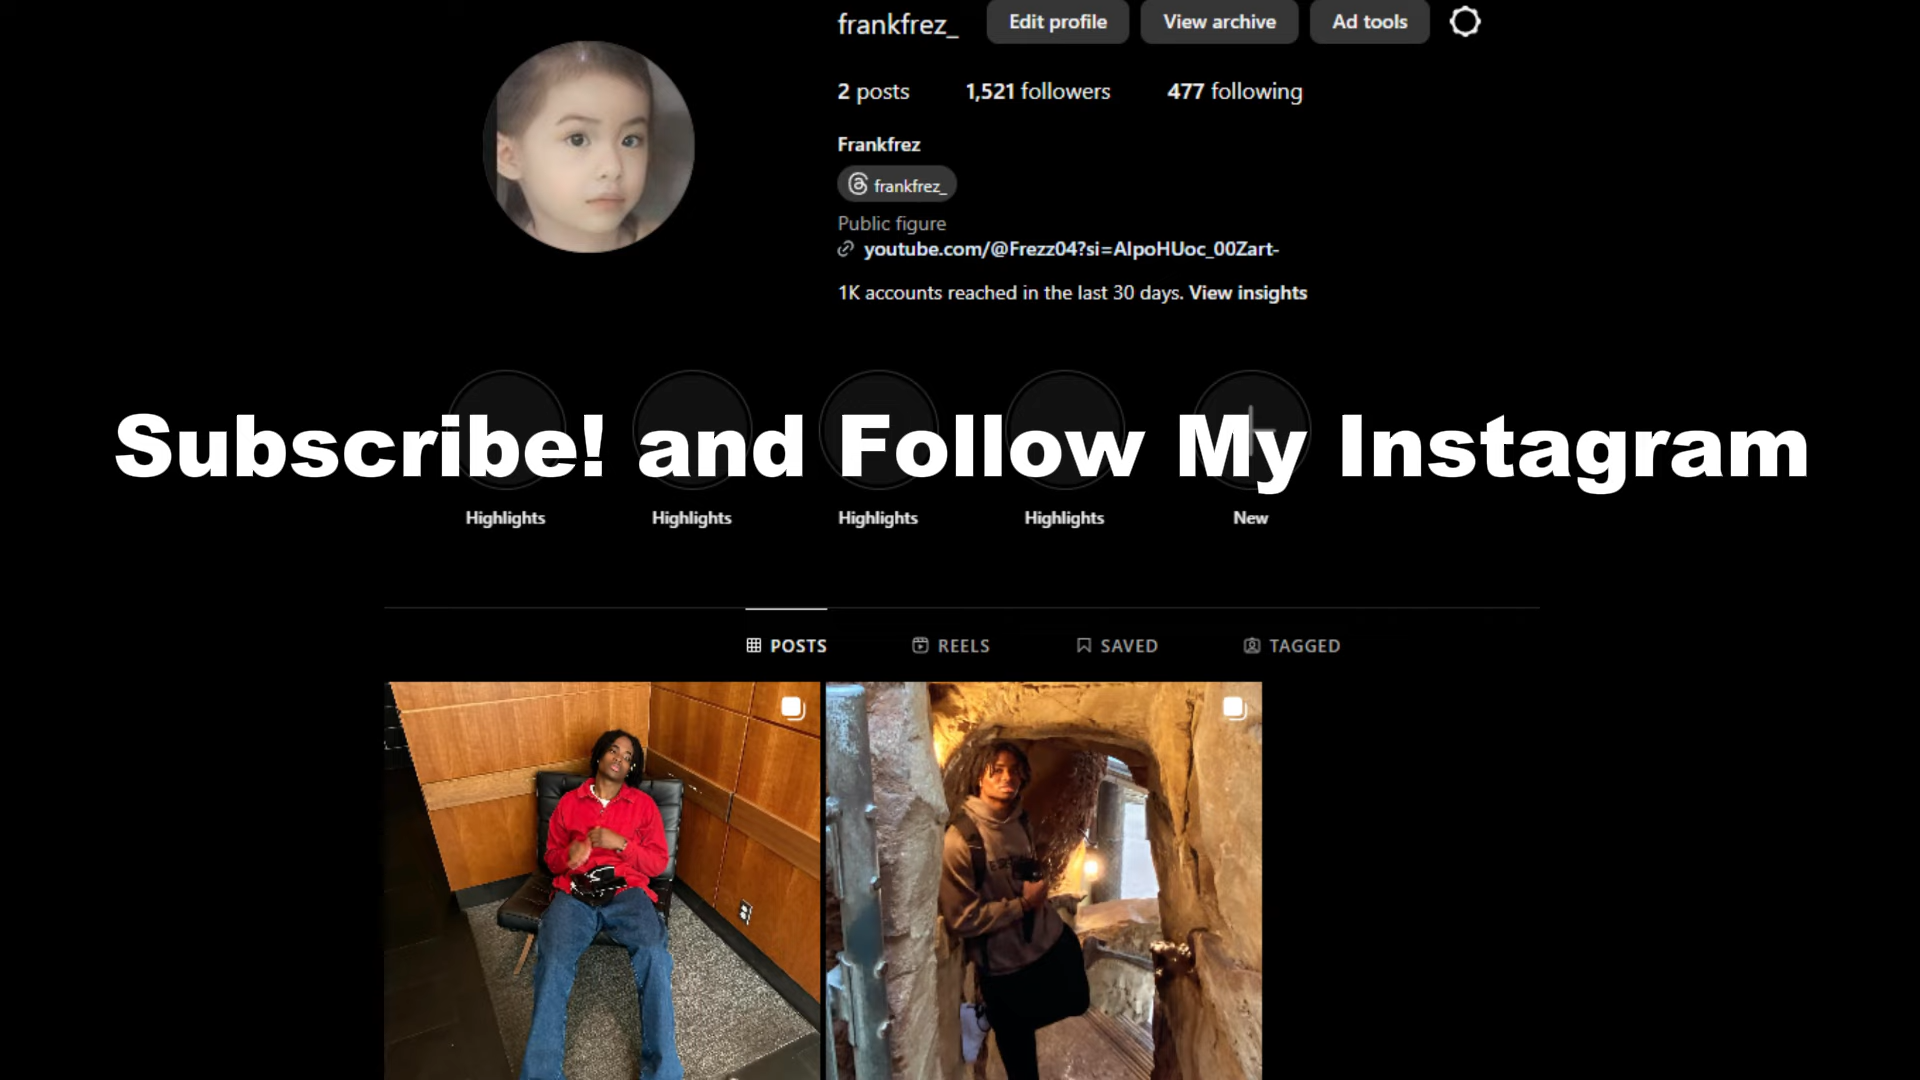 frankfrez_ Edit profile View archive Ad tools
2 posts 1,521 followers 477 following
Frankfrez
frankfrez_
Public figure
youtube.com/@Frezz04?si=AIpoHUoc_00Zart-
1K accounts reached in the last 30 days. View insights
Subscribe! and Follow My Instagram
Highlights Highlights Highlights Highlights New
POSTS REELS SAVED TAGGED